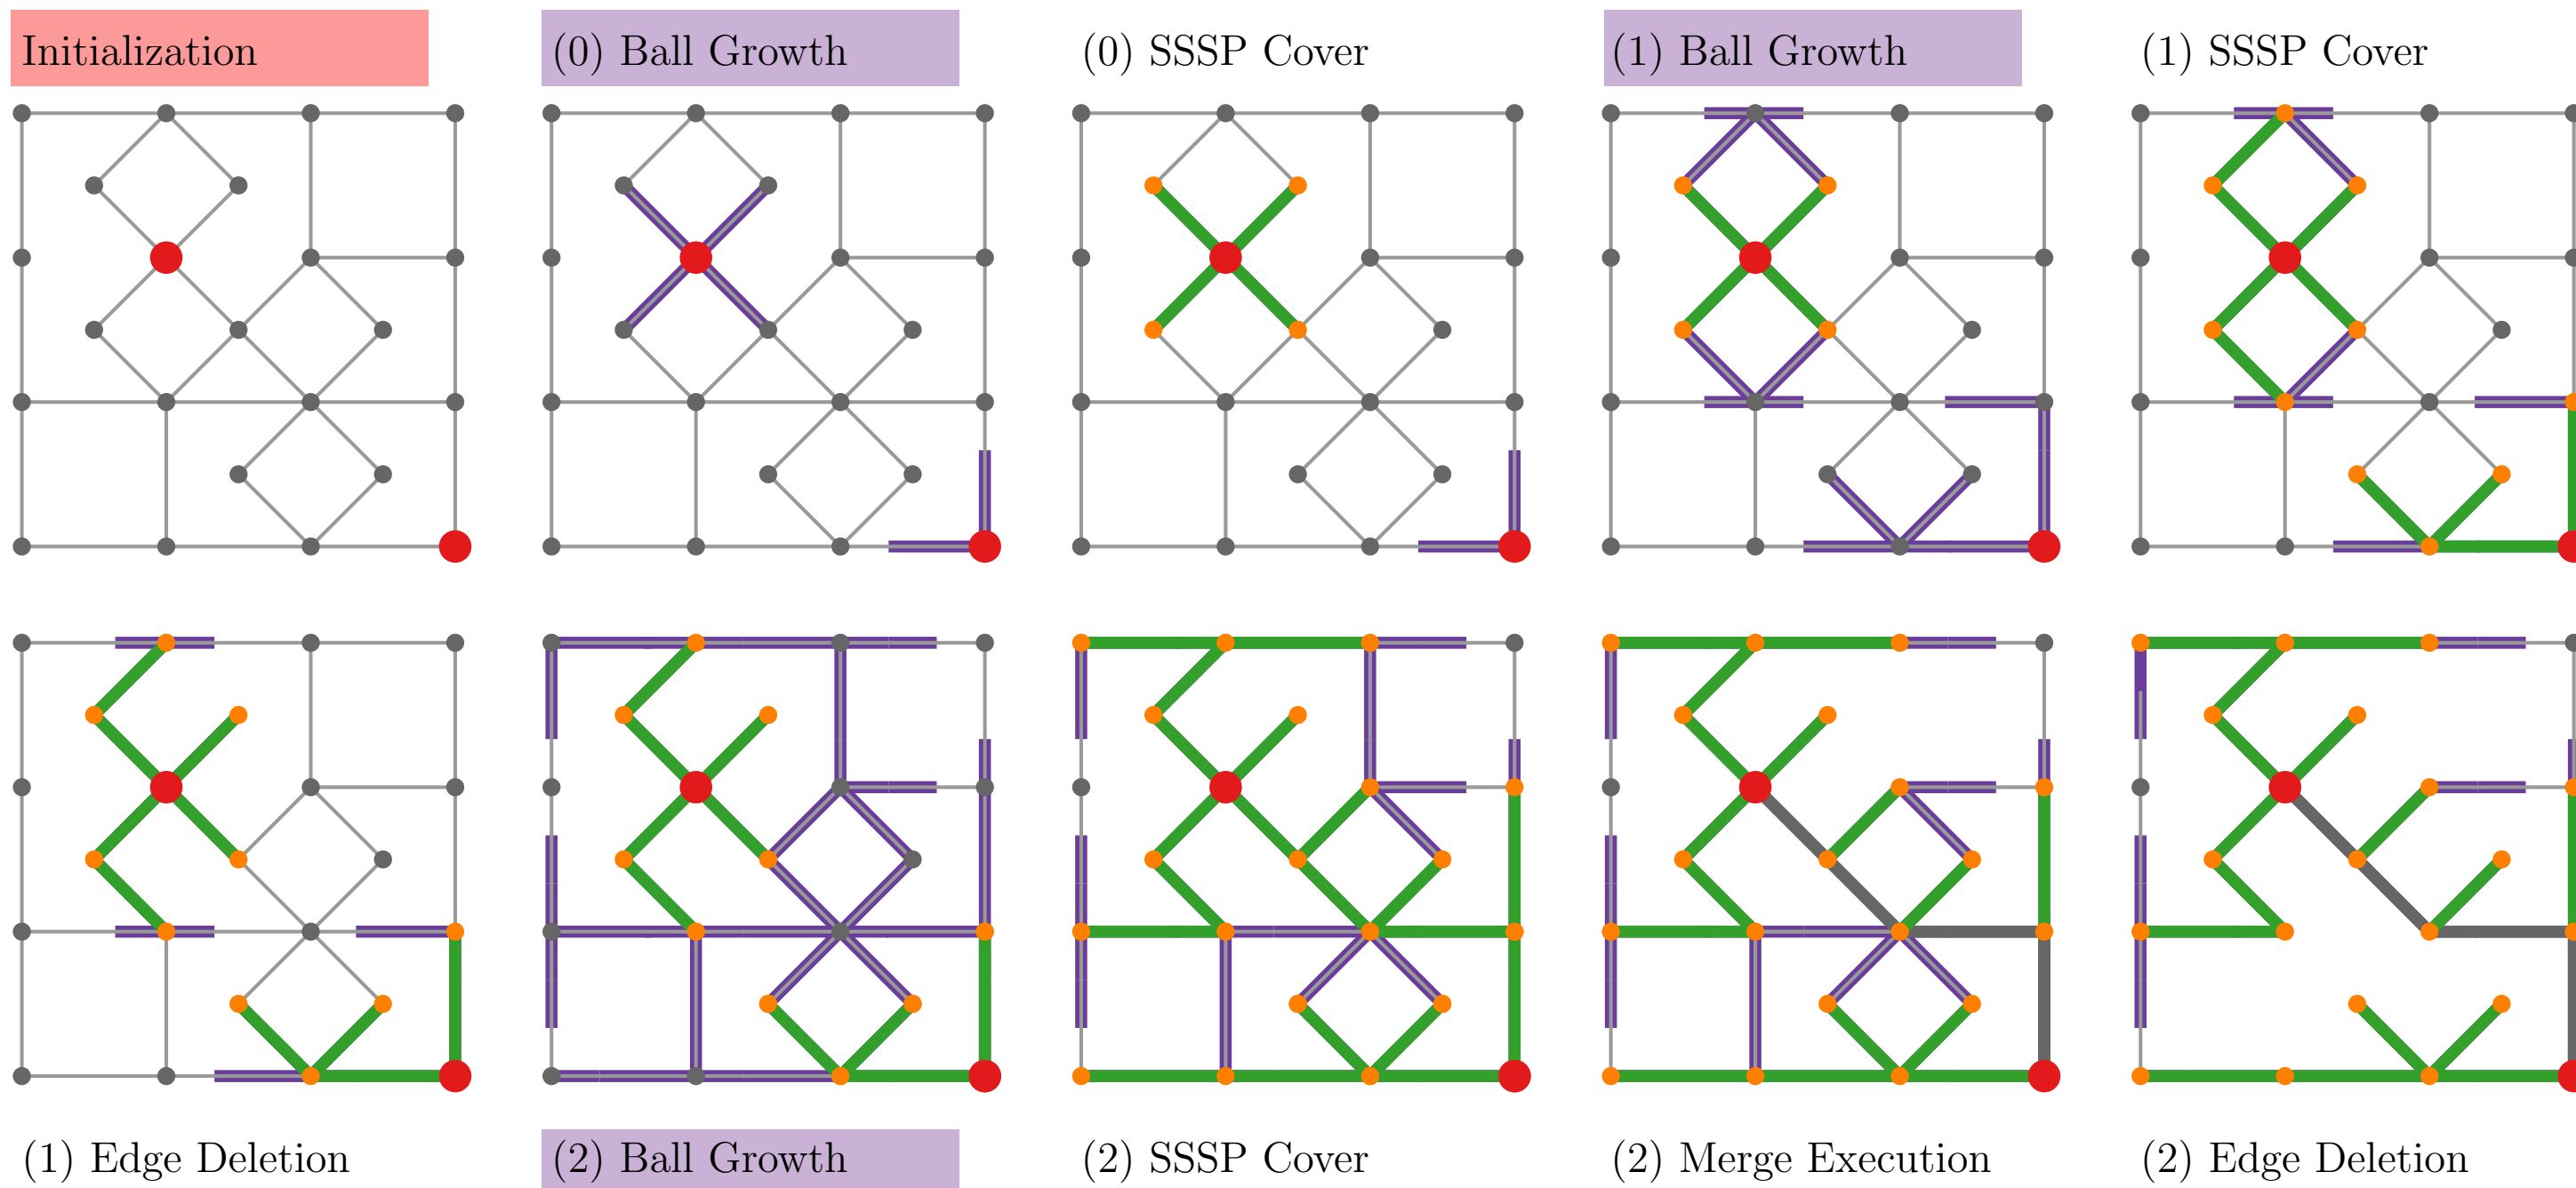 Initialization
(0) Ball Growth
(0) SSSP Cover
(1) Ball Growth
(1) SSSP Cover
(1) Edge Deletion
(2) Ball Growth
(2) SSSP Cover
(2) Merge Execution
(2) Edge Deletion